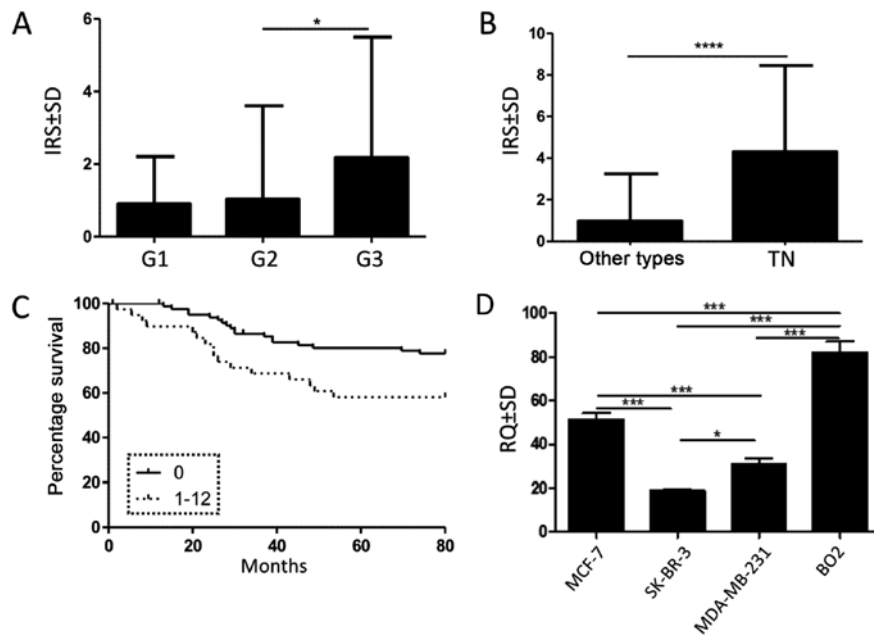 A
IRS±SD
6
4
2
0
*
G1 G2 G3
B
IRS±SD
10
8
6
4
2
0
****
Other types TN
C
Percentage survival
100
80
60
40
20
0
0
1-12
0 20 40 60 80
Months
D
RQ±SD
100
80
60
40
20
0
***
***
***
***
***
*
MCF-7 SK-BR-3 MDA-MB-231 BO2